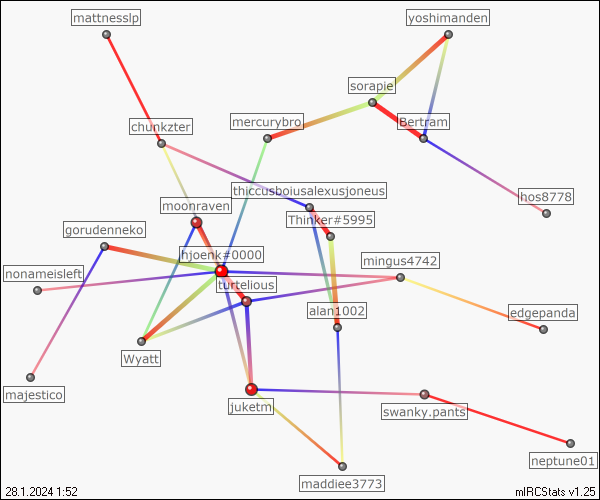 mattnesslp
yoshimanden
sorapie
mercurybro
Bertram
chunkzter
thiccusboiusalexusjoneus
hos8778
moonraven
Thinker#5995
gorudenneko
hjoenk#0000
mingus4742
nonameisleft
turtelious
alan1002
edgepanda
Wyatt
majestico
juketm
swanky.pants
neptune01
maddiee3773
28.1.2024 1:52
mIRCStats v1.25